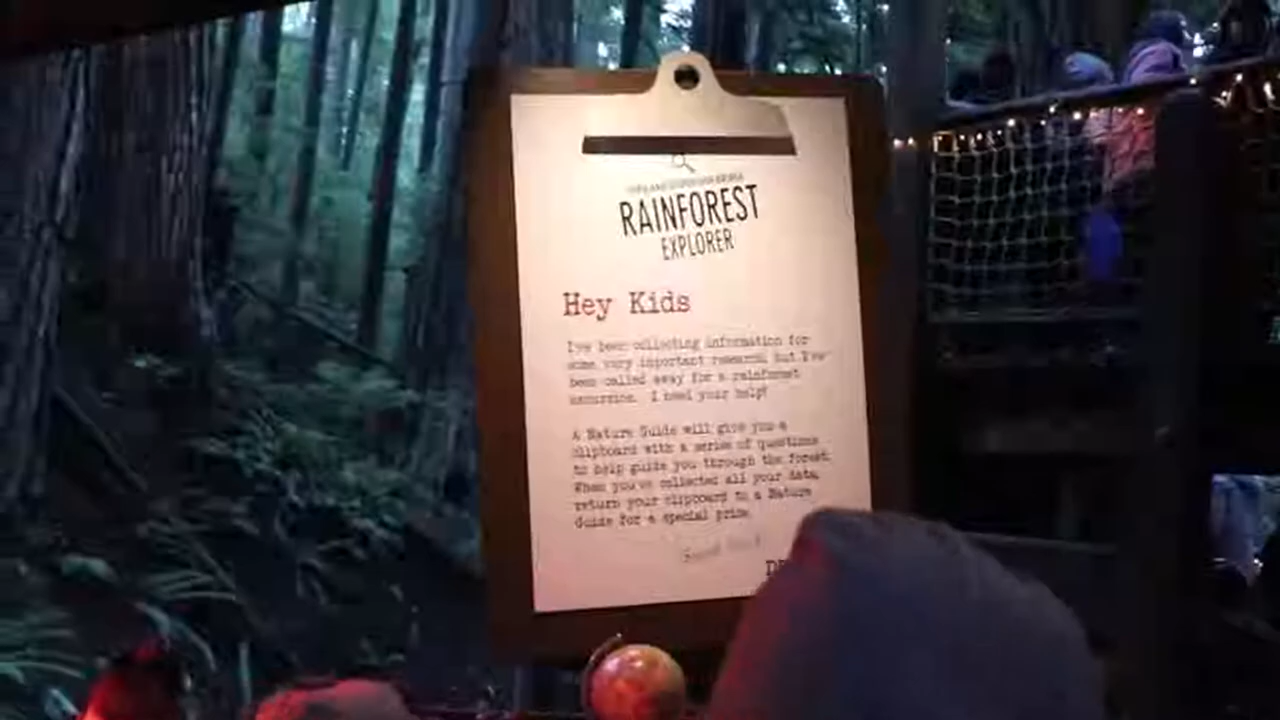 RAINFOREST
EXPLORER
Hey Kids
I've been collecting information for
some very important research, but I've
been called away for a rainforest
excursion. I need your help!
A Nature Guide will give you a
clipboard with a series of questions
to help guide you through the forest.
When you've collected all your data,
return your clipboard to a Nature
Guide for a special prize.